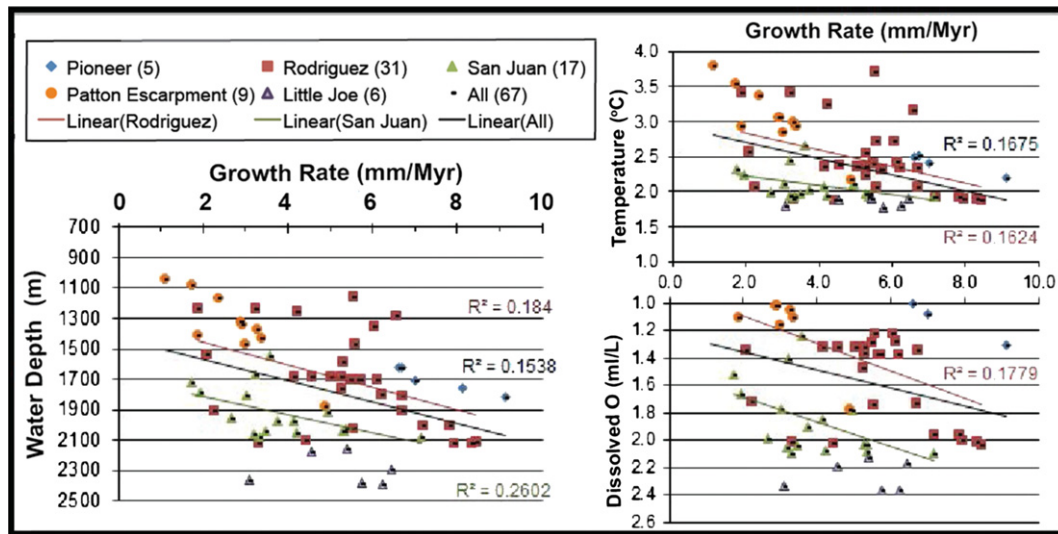 Pioneer (5) Rodriguez (31) San Juan (17)
Patton Escarpment (9) Little Joe (6) All (67)
Linear(Rodriguez) Linear(San Juan) Linear(All)
Growth Rate (mm/Myr)
0 2 4 6 8 10
Water Depth (m)
700
900
1100
1300
1500
1700
1900
2100
2300
2500
R² = 0.184
R² = 0.1538
R² = 0.2602
Growth Rate (mm/Myr)
Temperature (ºC)
4.0
3.5
3.0
2.5
2.0
1.5
1.0
R² = 0.1675
R² = 0.1624
.0 2.0 4.0 6.0 8.0 10.0
Dissolved O (ml/L)
1.0
1.2
1.4
1.6
1.8
2.0
2.2
2.4
2.6
R² = 0.1779